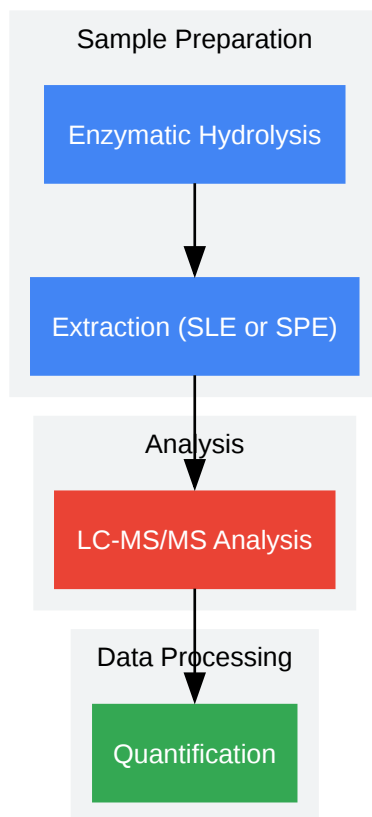 Sample Preparation
Enzymatic Hydrolysis
Extraction (SLE or SPE)
Analysis
LC-MS/MS Analysis
Data Processing
Quantification